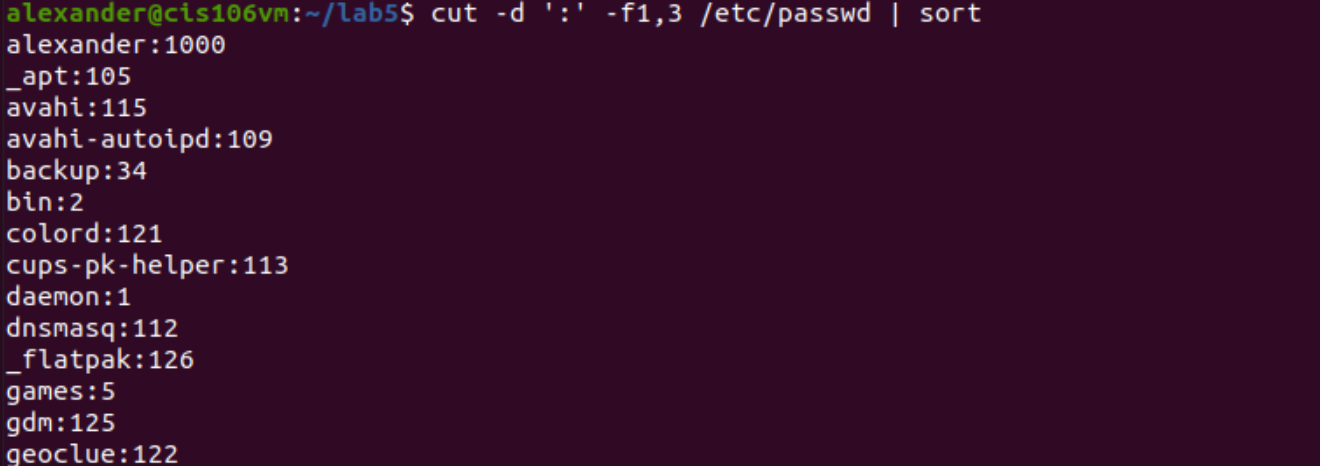 alexander@cis106vm:~/lab5$ cut -d ':' -f1,3 /etc/passwd | sort
alexander:1000
_apt:105
avahi:115
avahi-autoipd:109
backup:34
bin:2
colord:121
cups-pk-helper:113
daemon:1
dnsmasq:112
_flatpak:126
games:5
gdm:125
geoclue:122